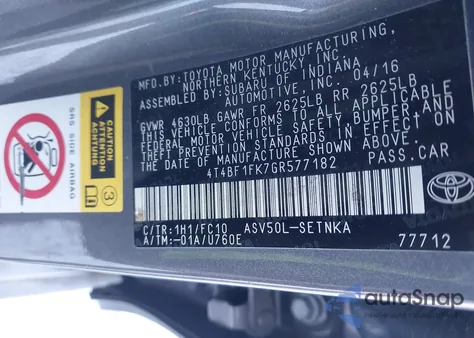 MFD.BY: TOYOTA MOTOR MANUFACTURING,
NORTHERN KENTUCKY, INC.
ASSEMBLED BY: SUBARU OF INDIANA
AUTOMOTIVE, INC. 04/16
GVWR 4630LB GAWR FR 2625LB RR 2625LB
THIS VEHICLE CONFORMS TO ALL APPLICABLE
FEDERAL MOTOR VEHICLE SAFETY, BUMPER, AND
THEFT PREVENTION STANDARDS IN EFFECT ON
THE DATE OF MANUFACTURE SHOWN ABOVE.
4T4BF1FK7GR577182 PASS.CAR
C/TR:1H1/FC10 ASV50L-SETNKA
A/TM:-01A/U760E 77712
TOYOTA
CAUTION
ATTENTION
ACHTUNG
3
SRS SIDE AIRBAG
autoSnap